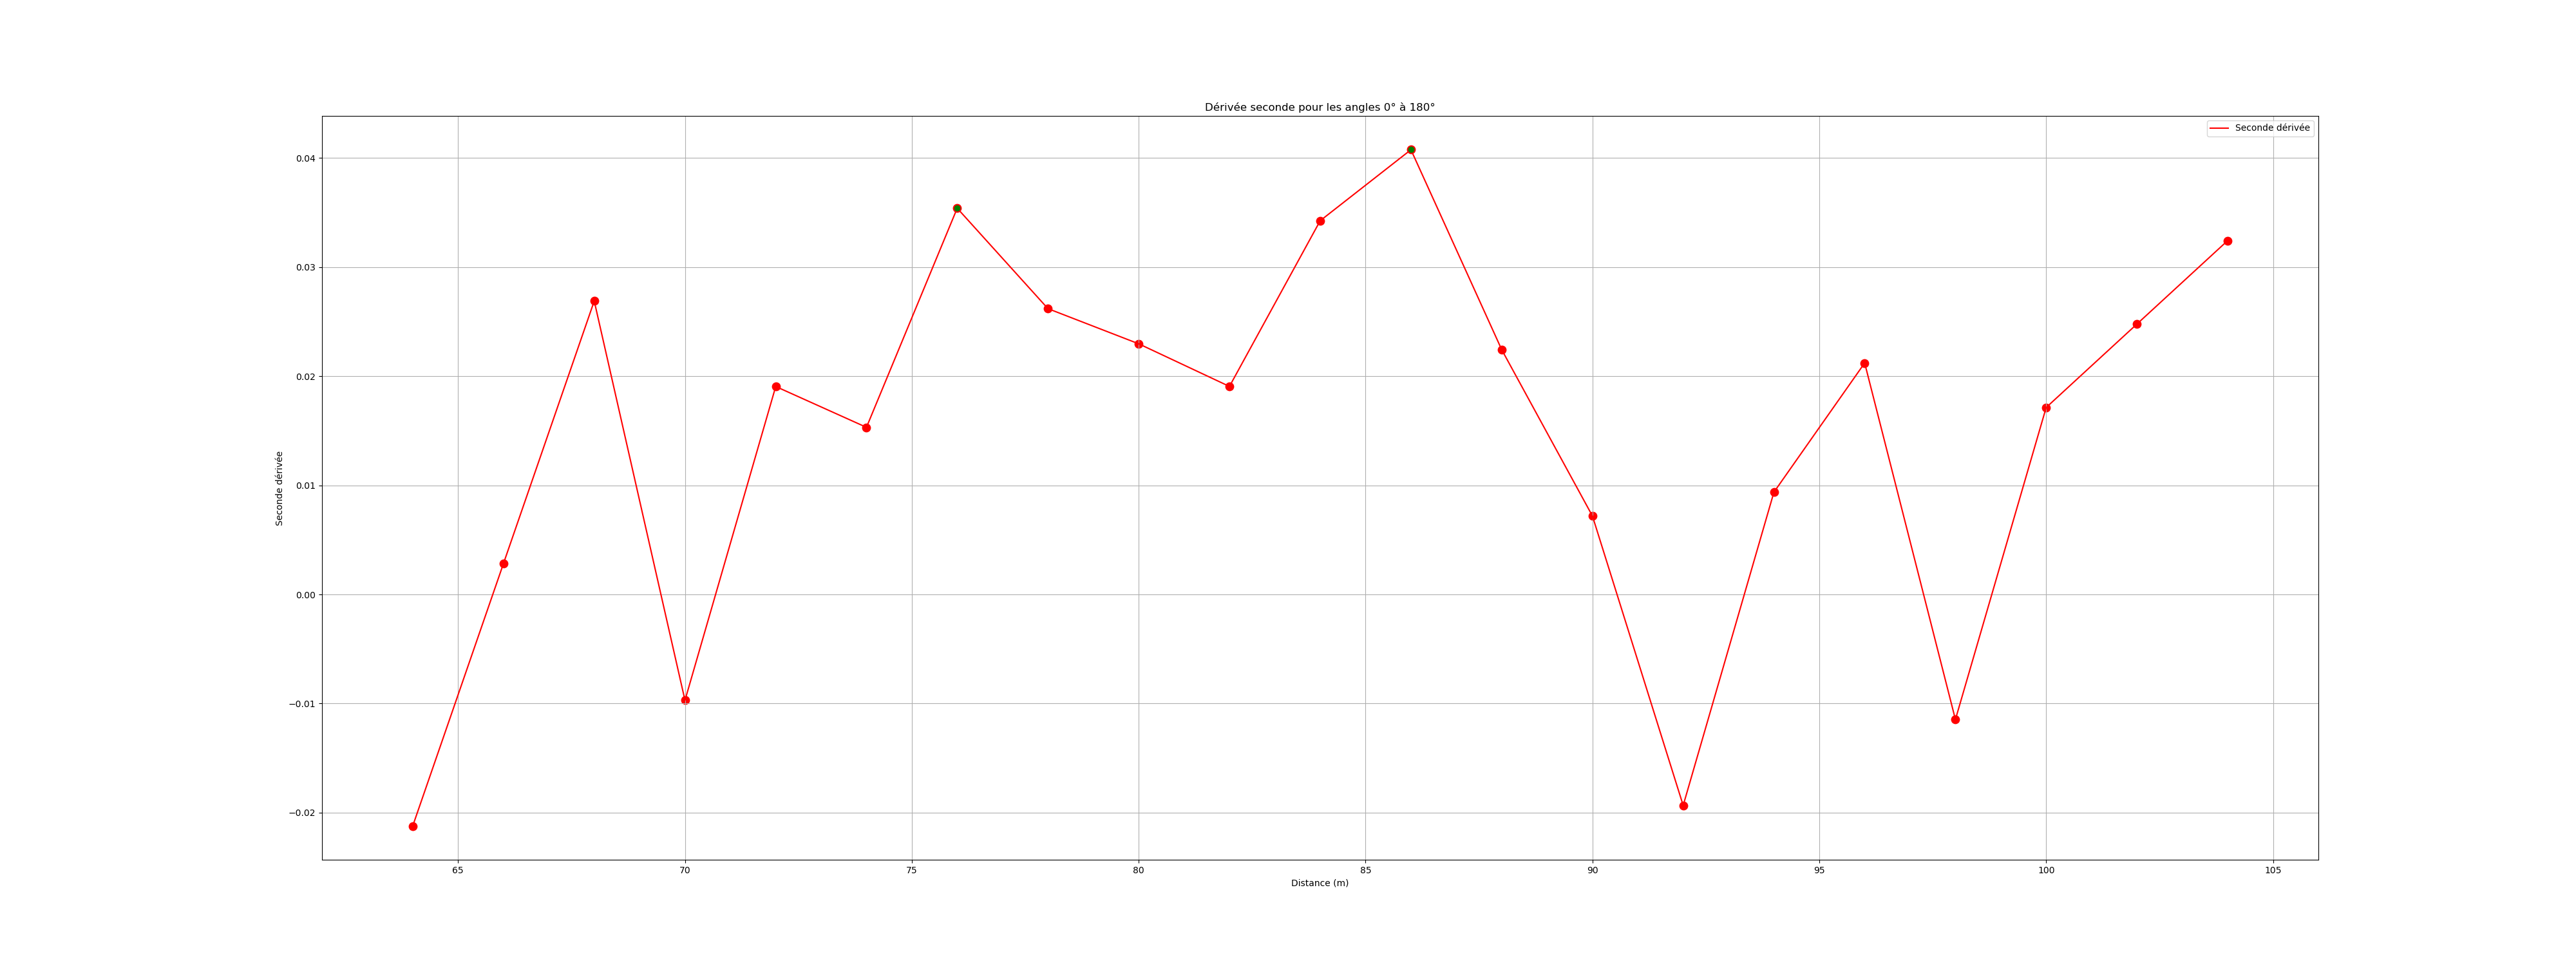 Dérivée seconde pour les angles 0° à 180°
Seconde dérivée
0.04
0.03
0.02
0.01
0.00
−0.01
−0.02
Seconde dérivée
65 70 75 80 85 90 95 100 105
Distance (m)